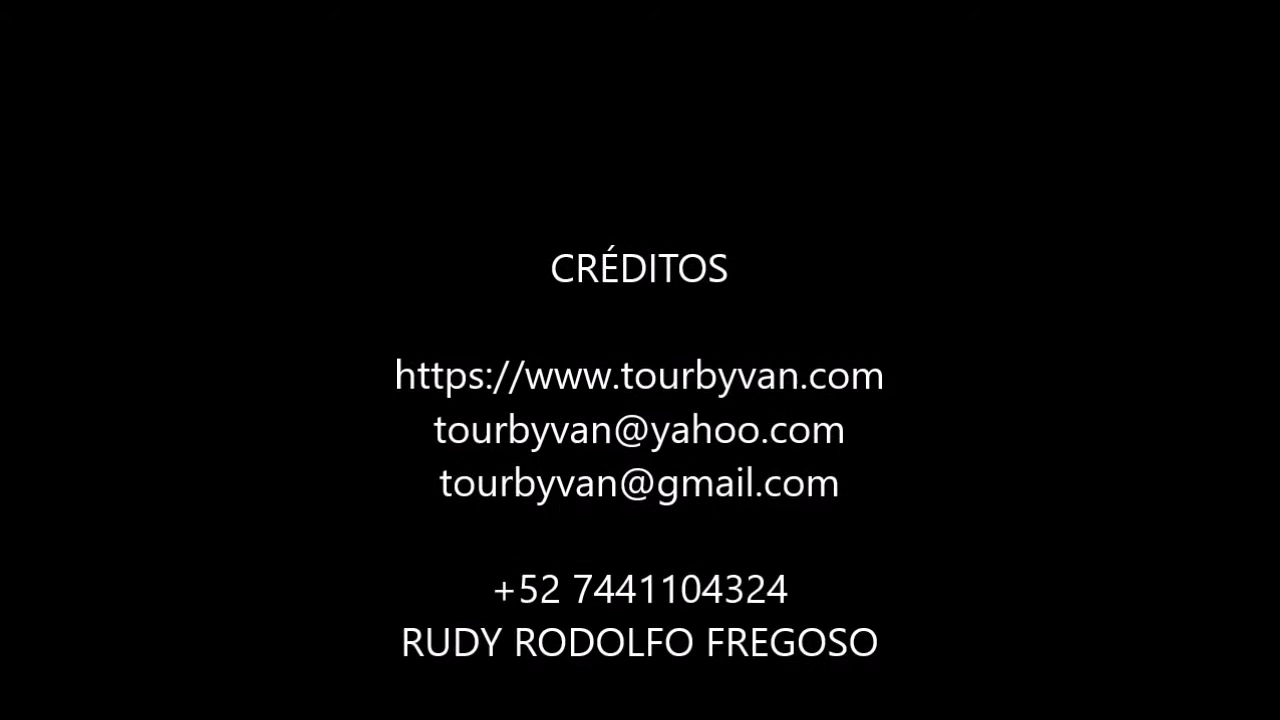 CRÉDITOS
https://www.tourbyvan.com
tourbyvan@yahoo.com
tourbyvan@gmail.com
+52 7441104324
RUDY RODOLFO FREGOSO